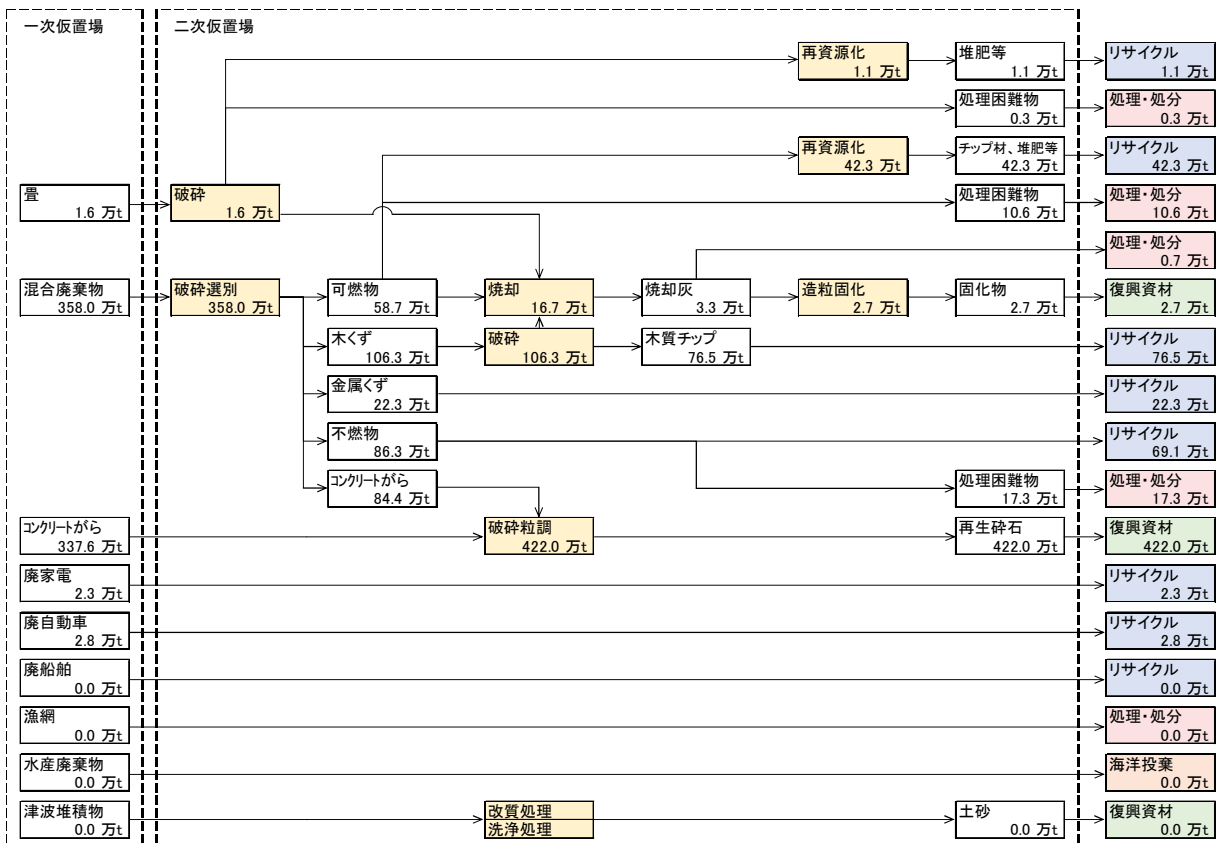 一次仮置場
二次仮置場
再資源化
1.1 万t
堆肥等
1.1 万t
リサイクル
1.1 万t
処理困難物
0.3 万t
処理・処分
0.3 万t
再資源化
42.3 万t
チップ材、堆肥等
42.3 万t
リサイクル
42.3 万t
畳
1.6 万t
破砕
1.6 万t
処理困難物
10.6 万t
処理・処分
10.6 万t
処理・処分
0.7 万t
混合廃棄物
358.0 万t
破砕選別
358.0 万t
可燃物
58.7 万t
焼却
16.7 万t
焼却灰
3.3 万t
造粒固化
2.7 万t
固化物
2.7 万t
復興資材
2.7 万t
木くず
106.3 万t
破砕
106.3 万t
木質チップ
76.5 万t
リサイクル
76.5 万t
金属くず
22.3 万t
リサイクル
22.3 万t
不燃物
86.3 万t
リサイクル
69.1 万t
コンクリートがら
84.4 万t
処理困難物
17.3 万t
処理・処分
17.3 万t
コンクリートがら
337.6 万t
破砕粒調
422.0 万t
再生砕石
422.0 万t
復興資材
422.0 万t
廃家電
2.3 万t
リサイクル
2.3 万t
廃自動車
2.8 万t
リサイクル
2.8 万t
廃船舶
0.0 万t
リサイクル
0.0 万t
漁網
0.0 万t
処理・処分
0.0 万t
水産廃棄物
0.0 万t
海洋投棄
0.0 万t
津波堆積物
0.0 万t
改質処理
洗浄処理
土砂
0.0 万t
復興資材
0.0 万t